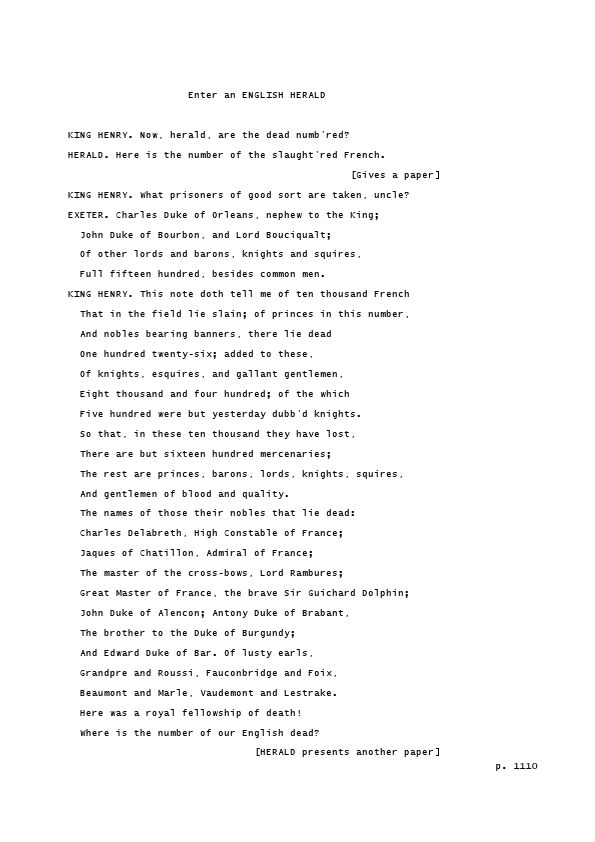 Enter an ENGLISH HERALD
KING HENRY. Now, herald, are the dead numb'red?
HERALD. Here is the number of the slaught'red French.
[Gives a paper]
KING HENRY. What prisoners of good sort are taken, uncle?
EXETER. Charles Duke of Orleans, nephew to the King;
John Duke of Bourbon, and Lord Bouciqualt;
Of other lords and barons, knights and squires,
Full fifteen hundred, besides common men.
KING HENRY. This note doth tell me of ten thousand French
That in the field lie slain; of princes in this number,
And nobles bearing banners, there lie dead
One hundred twenty-six; added to these,
Of knights, esquires, and gallant gentlemen,
Eight thousand and four hundred; of the which
Five hundred were but yesterday dubb'd knights.
So that, in these ten thousand they have lost,
There are but sixteen hundred mercenaries;
The rest are princes, barons, lords, knights, squires,
And gentlemen of blood and quality.
The names of those their nobles that lie dead:
Charles Delabreth, High Constable of France;
Jaques of Chatillon, Admiral of France;
The master of the cross-bows, Lord Rambures;
Great Master of France, the brave Sir Guichard Dolphin;
John Duke of Alencon; Antony Duke of Brabant,
The brother to the Duke of Burgundy;
And Edward Duke of Bar. Of lusty earls,
Grandpre and Roussi, Fauconbridge and Foix,
Beaumont and Marle, Vaudemont and Lestrake.
Here was a royal fellowship of death!
Where is the number of our English dead?
[HERALD presents another paper]
p. 1110